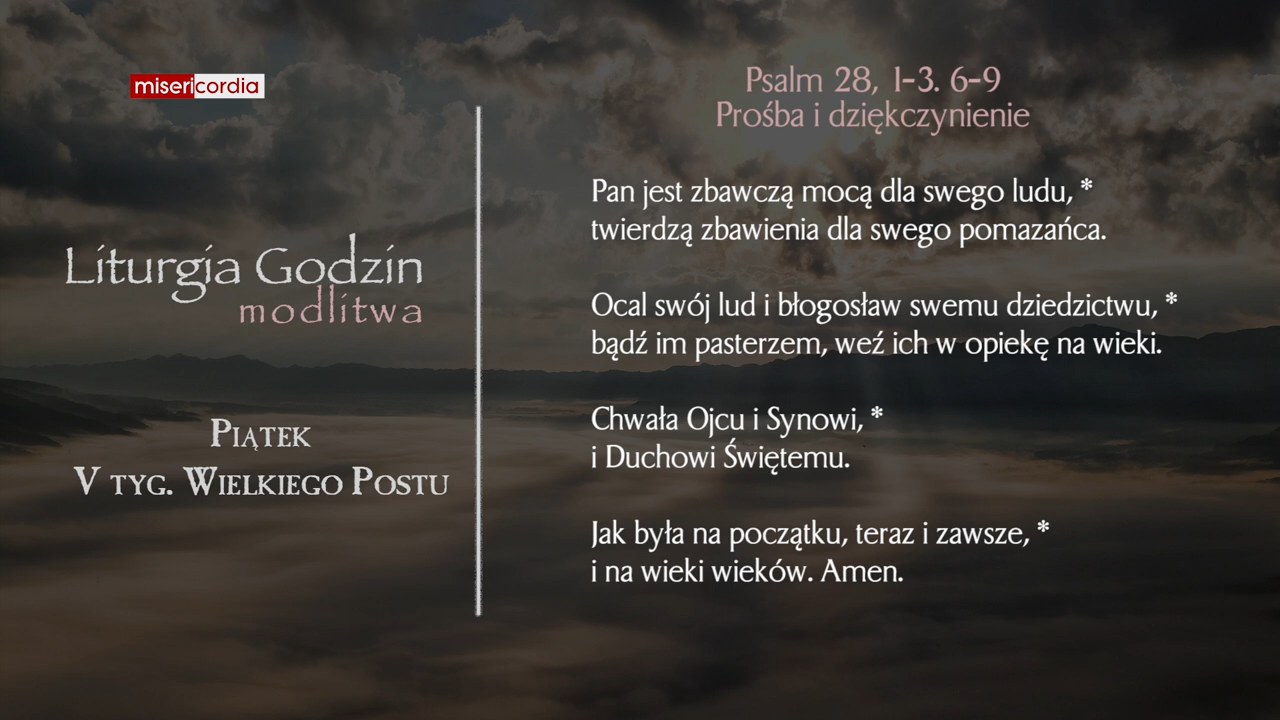 misericordia
Liturgia Godzin
modlitwa
Piątek
V tyg. Wielkiego Postu
Psalm 28, 1-3. 6-9
Prośba i dziękczynienie
Pan jest zbawczą mocą dla swego ludu, *
twierdzą zbawienia dla swego pomazańca.
Ocal swój lud i błogosław swemu dziedzictwu, *
bądź im pasterzem, weź ich w opiekę na wieki.
Chwała Ojcu i Synowi, *
i Duchowi Świętemu.
Jak była na początku, teraz i zawsze, *
i na wieki wieków. Amen.